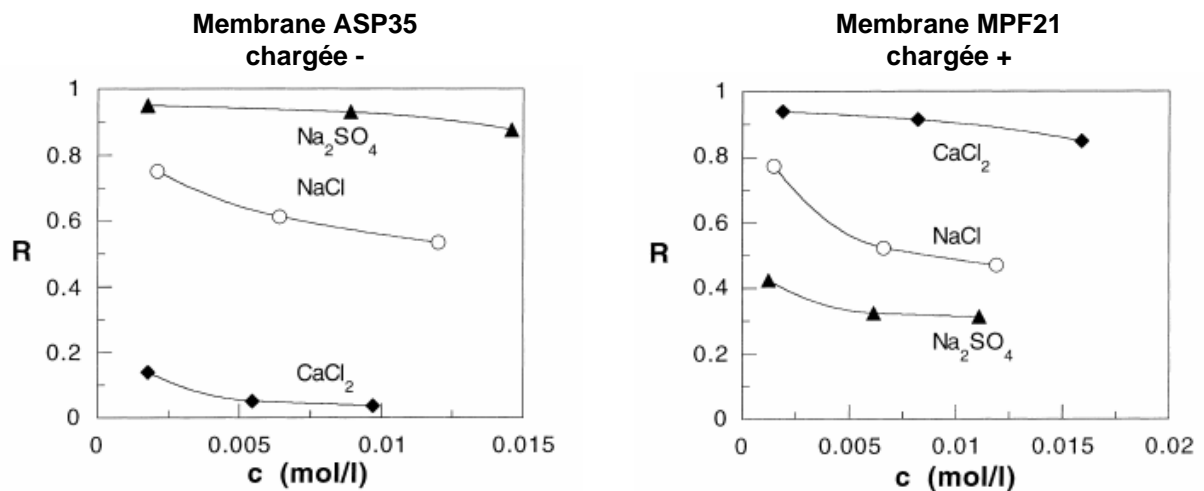 Membrane ASP35
chargée -
1
0.8
0.6
R
0.4
0.2
0
Na₂SO₄
NaCl
CaCl₂
0 0.005 0.01 0.015
c (mol/l)
Membrane MPF21
chargée +
1
0.8
0.6
R
0.4
0.2
0
CaCl₂
NaCl
Na₂SO₄
0 0.005 0.01 0.015 0.02
c (mol/l)